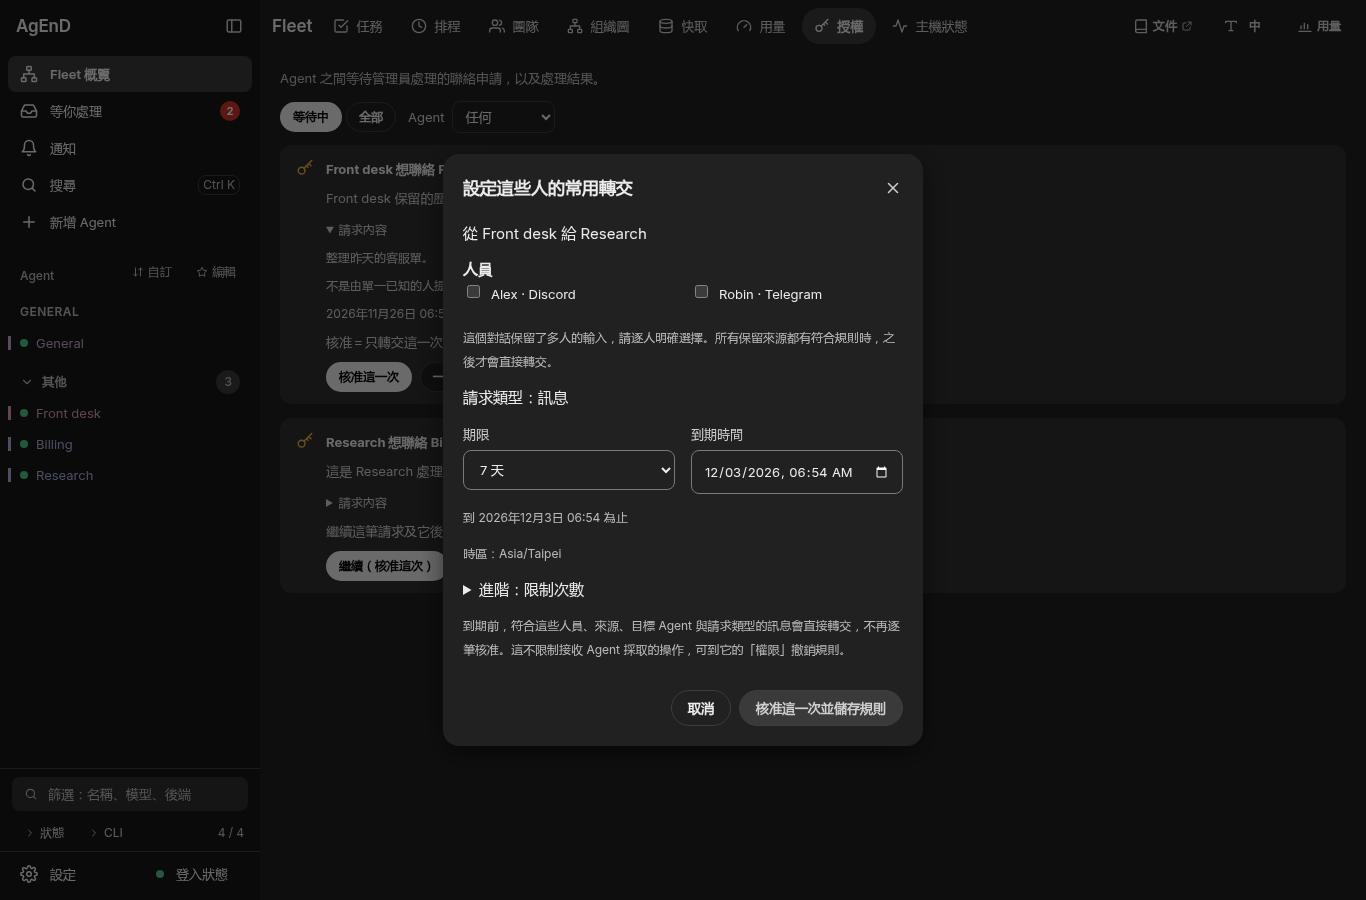 AgEnD
Fleet 概覽
等你處理
2
通知
搜尋
Ctrl K
新增 Agent
Agent
自訂
編輯
GENERAL
General
其他
3
Front desk
Billing
Research
篩選：名稱、模型、後端
狀態
CLI
4 / 4
設定
登入狀態
Fleet
任務
排程
團隊
組織圖
快取
用量
授權
主機狀態
文件
中
用量
Agent 之間等待管理員處理的聯絡申請，以及處理結果。
等待中
全部
Agent
任何
Front desk 想聯絡
Front desk 保留的
請求內容
整理昨天的客服單。
不是由單一已知的人
2026年11月26日
核准 = 只轉交這一次
核准這一次
Research 想聯絡 Bi
這是 Research 處理
請求內容
繼續這筆請求及它後
繼續（核准這次）
設定這些人的常用轉交
從 Front desk 給 Research
人員
Alex · Discord
Robin · Telegram
這個對話保留了多人的輸入，請逐人明確選擇。所有保留來源都有符合規則時，之
後才會直接轉交。
請求類型：訊息
期限
到期時間
7 天
12/03/2026, 06:54 AM
到 2026年12月3日 06:54 為止
時區：Asia/Taipei
進階：限制次數
到期前，符合這些人員、來源、目標 Agent 與請求類型的訊息會直接轉交，不再逐
筆核准。這不限制接收 Agent 採取的操作，可到它的「權限」撤銷規則。
取消
核准這一次並儲存規則